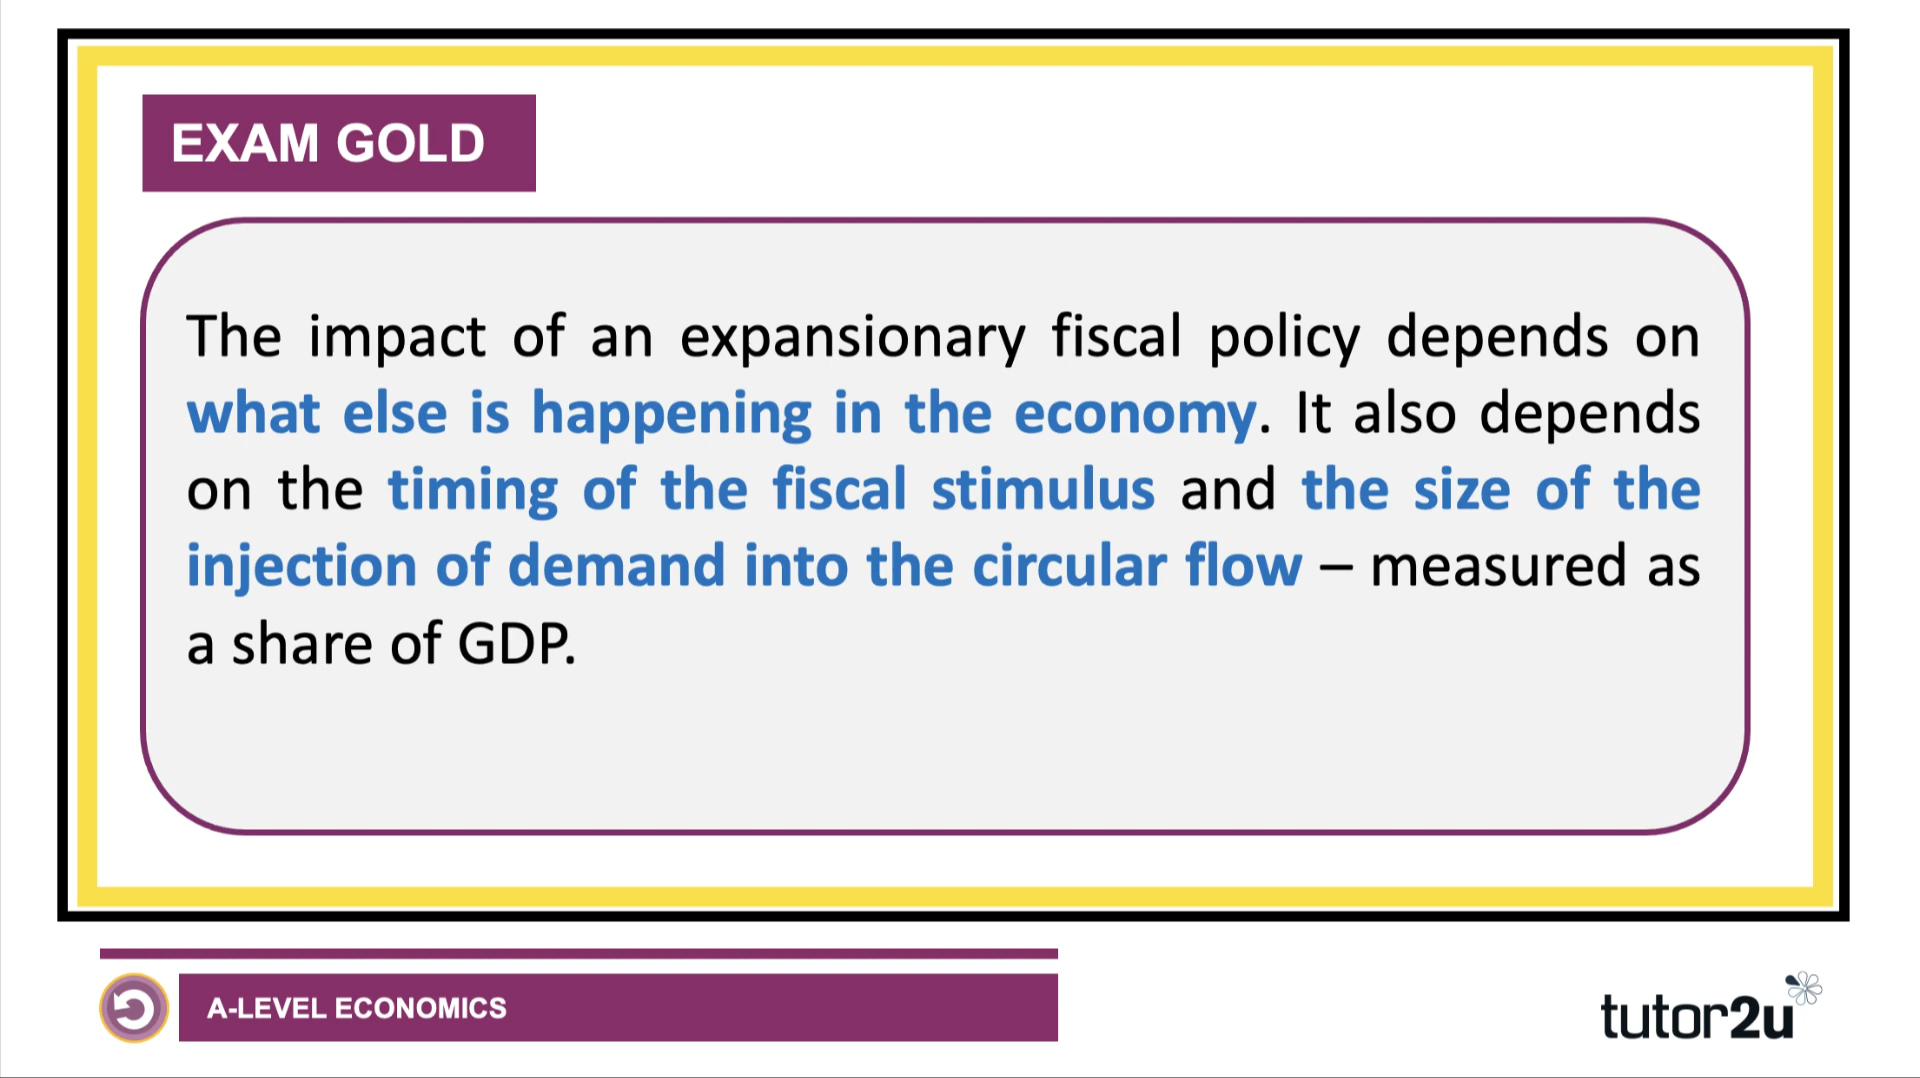 EXAM GOLD
The impact of an expansionary fiscal policy depends on
what else is happening in the economy. It also depends
on the timing of the fiscal stimulus and the size of the
injection of demand into the circular flow – measured as
a share of GDP.
A-LEVEL ECONOMICS
tutor2u